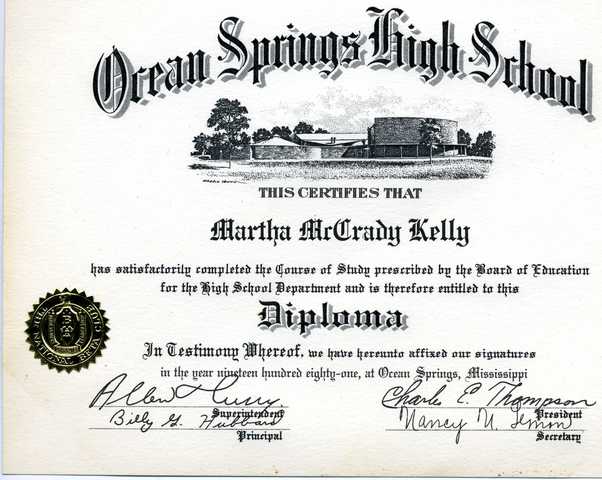 Ocean Springs High School
THIS CERTIFIES THAT
Martha McCrady Kelly
has satisfactorily completed the Course of Study prescribed by the Board of Education
for the High School Department and is therefore entitled to this
Diploma
In Testimony Whereof, we have hereunto affixed our signatures
in the year nineteen hundred eighty-one, at Ocean Springs, Mississippi
Allen Charles E. Thompson
Superintendent President
Billy G. Hubbard Nancy N. Lemon
Principal Secretary